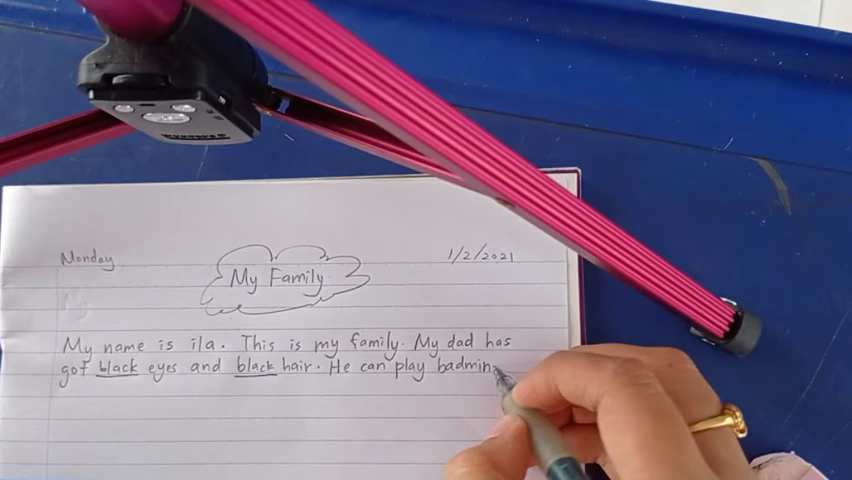 Monday
My Family
1/2/2021
My name is ila. This is my family. My dad has
got black eyes and black hair. He can play badmin